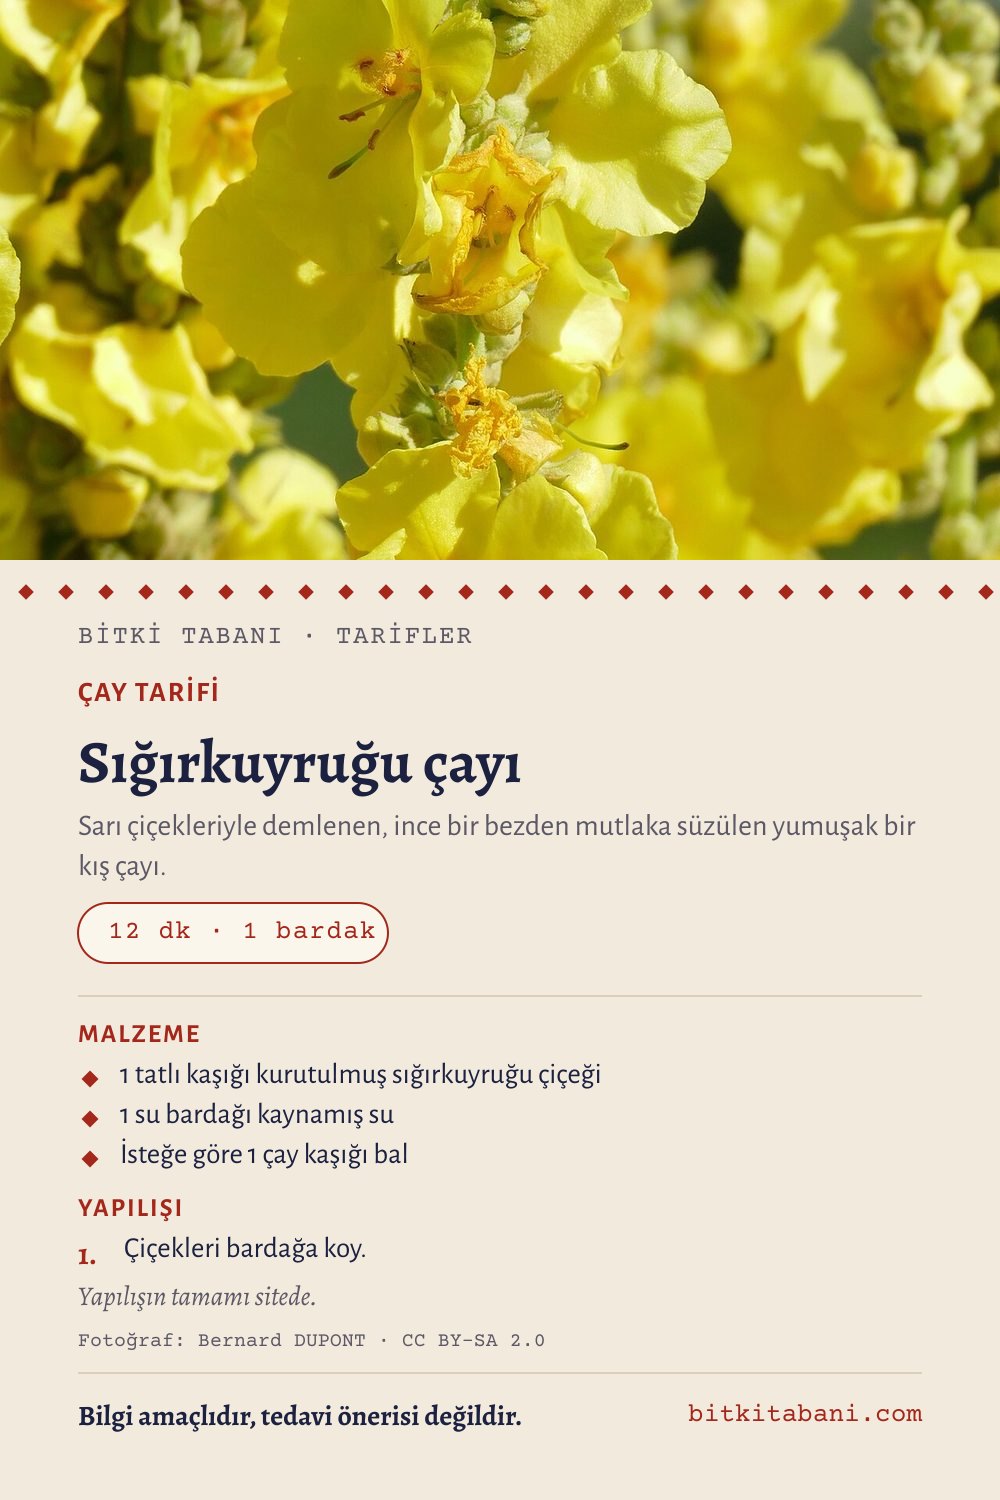 BİTKİ TABANI · TARİFLER
ÇAY TARİFİ
Sığırkuyruğu çayı
Sarı çiçekleriyle demlenen, ince bir bezden mutlaka süzülen yumuşak bir
kış çayı.
12 dk · 1 bardak
MALZEME
◆ 1 tatlı kaşığı kurutulmuş sığırkuyruğu çiçeği
◆ 1 su bardağı kaynamış su
◆ İsteğe göre 1 çay kaşığı bal
YAPILIŞI
1. Çiçekleri bardağa koy.
Yapılışın tamamı sitede.
Fotoğraf: Bernard DUPONT · CC BY-SA 2.0
Bilgi amaçlıdır, tedavi önerisi değildir. bitkitabani.com